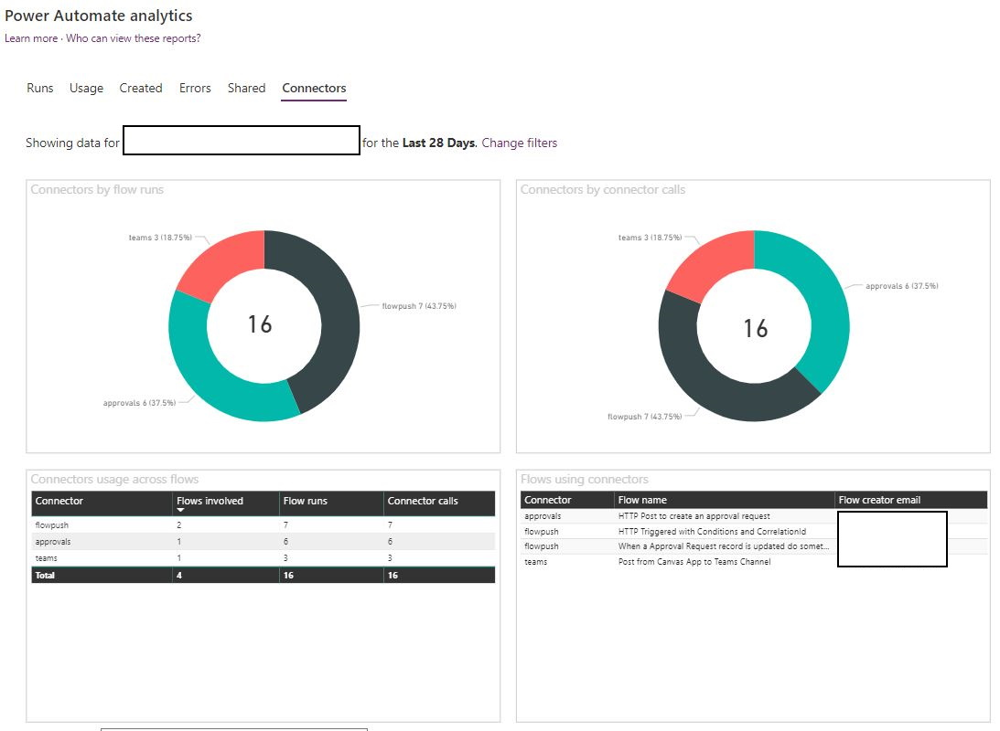 Power Automate analytics
Learn more · Who can view these reports?
Runs Usage Created Errors Shared Connectors
Showing data for for the Last 28 Days. Change filters
Connectors by flow runs
teams 3 (18.75%)
flowpush 7 (43.75%)
16
approvals 6 (37.5%)
Connectors by connector calls
teams 3 (18.75%)
approvals 6 (37.5%)
16
flowpush 7 (43.75%)
Connectors usage across flows
Connector Flows involved Flow runs Connector calls
flowpush 2 7 7
approvals 1 6 6
teams 1 3 3
Total 4 16 16
Flows using connectors
Connector Flow name Flow creator email
approvals HTTP Post to create an approval request
flowpush HTTP Triggered with Conditions and CorrelationId
flowpush When a Approval Request record is updated do somet...
teams Post from Canvas App to Teams Channel